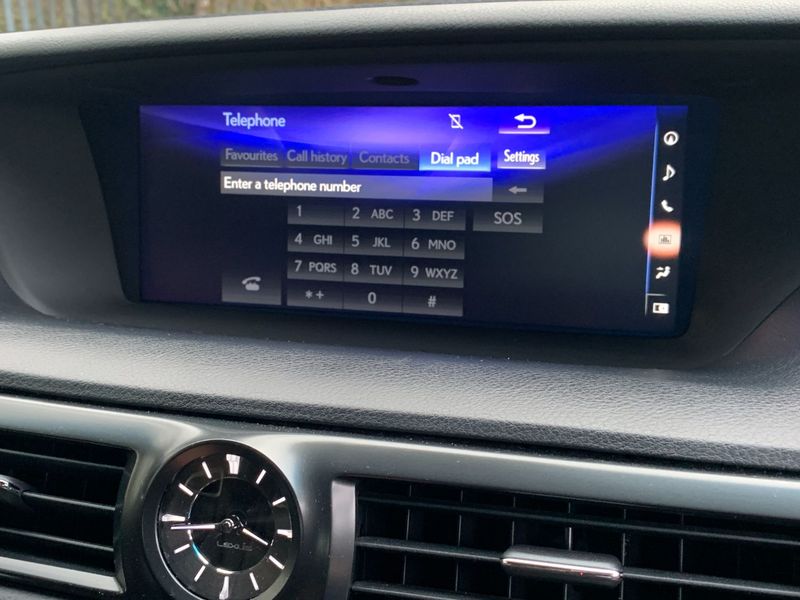 Telephone
Favourites Call history Contacts Dial pad Settings
Enter a telephone number
1 2 ABC 3 DEF SOS
4 GHI 5 JKL 6 MNO
7 PQRS 8 TUV 9 WXYZ
*+ 0 #
LEXUS